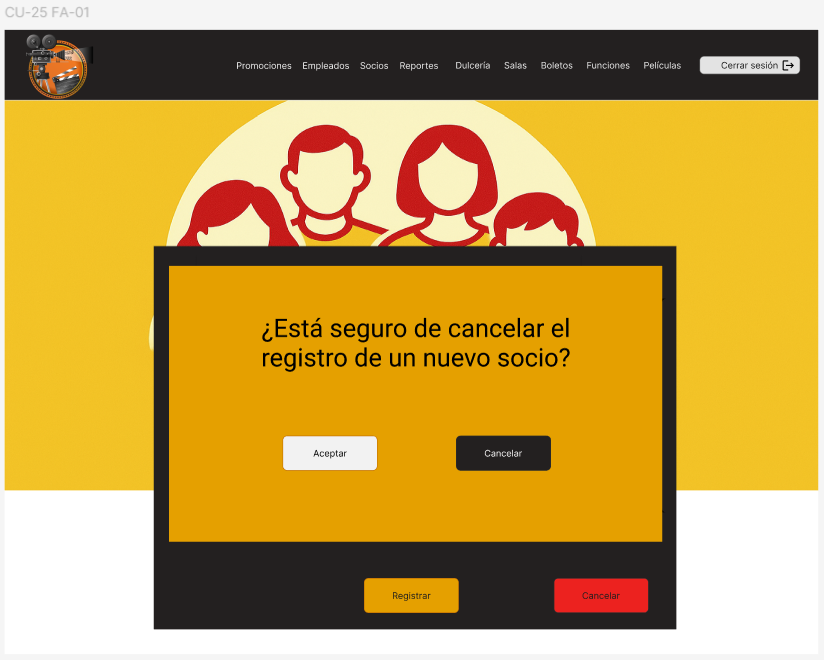 CU-25 FA-01
Promociones Empleados Socios Reportes Dulcería Salas Boletos Funciones Películas Cerrar sesión
¿Está seguro de cancelar el
registro de un nuevo socio?
Aceptar Cancelar
Registrar Cancelar